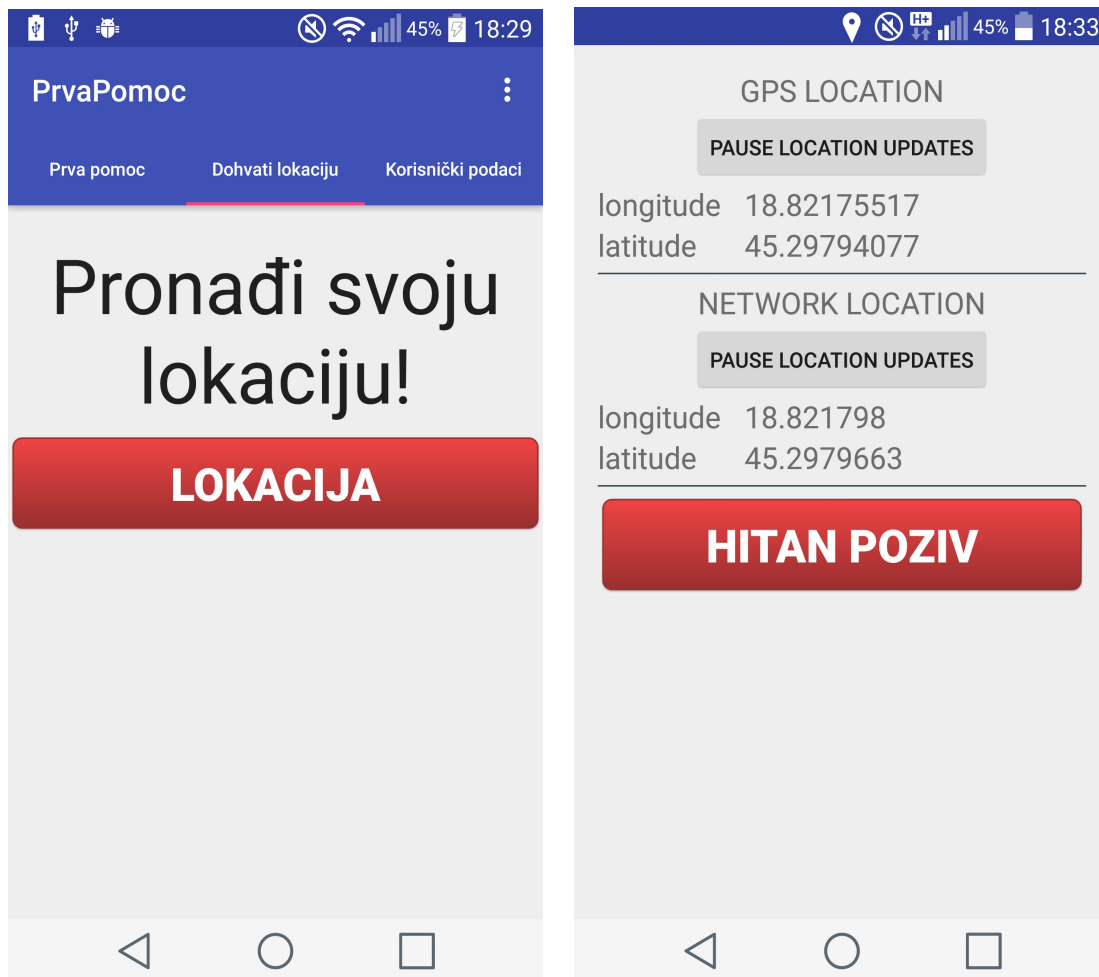 45% 18:29
PrvaPomoc
Prva pomoc Dohvati lokaciju Korisnički podaci
Pronađi svoju
lokaciju!
LOKACIJA
H+ 45% 18:33
GPS LOCATION
PAUSE LOCATION UPDATES
longitude 18.82175517
latitude 45.29794077
NETWORK LOCATION
PAUSE LOCATION UPDATES
longitude 18.821798
latitude 45.2979663
HITAN POZIV